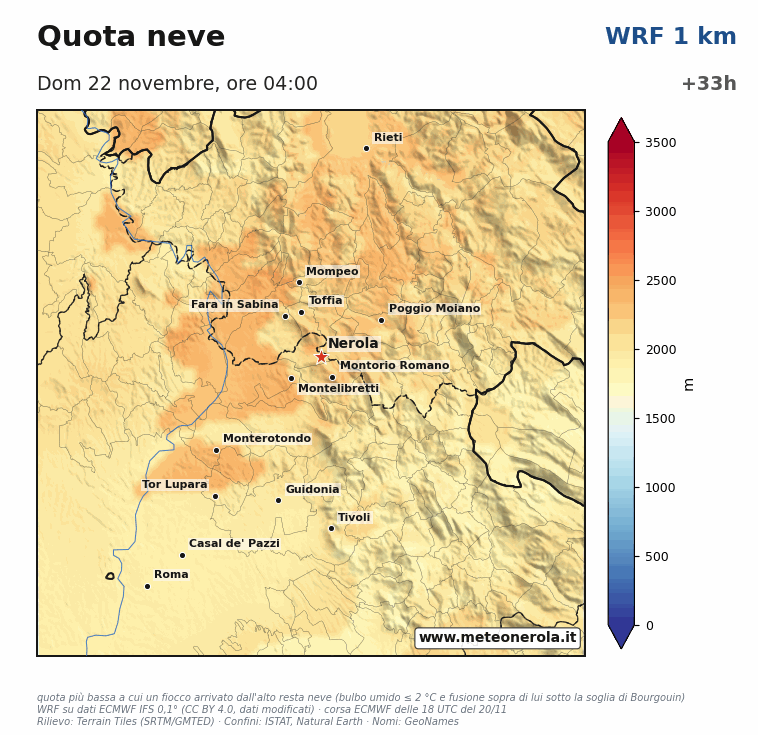 Quota neve
WRF 1 km
Dom 22 novembre, ore 04:00
+33h
Rieti
Mompeo
Toffia
Fara in Sabina
Poggio Moiano
Nerola
Montorio Romano
Montelibretti
Monterotondo
Tor Lupara
Guidonia
Tivoli
Casal de' Pazzi
Roma
www.meteonerola.it
3500
3000
2500
2000
1500
1000
500
0
m
quota più bassa a cui un fiocco arrivato dall'alto resta neve (bulbo umido ≤ 2 °C e fusione sopra di lui sotto la soglia di Bourgouin)
WRF su dati ECMWF IFS 0,1° (CC BY 4.0, dati modificati) · corsa ECMWF delle 18 UTC del 20/11
Rilievo: Terrain Tiles (SRTM/GMTED) · Confini: ISTAT, Natural Earth · Nomi: GeoNames